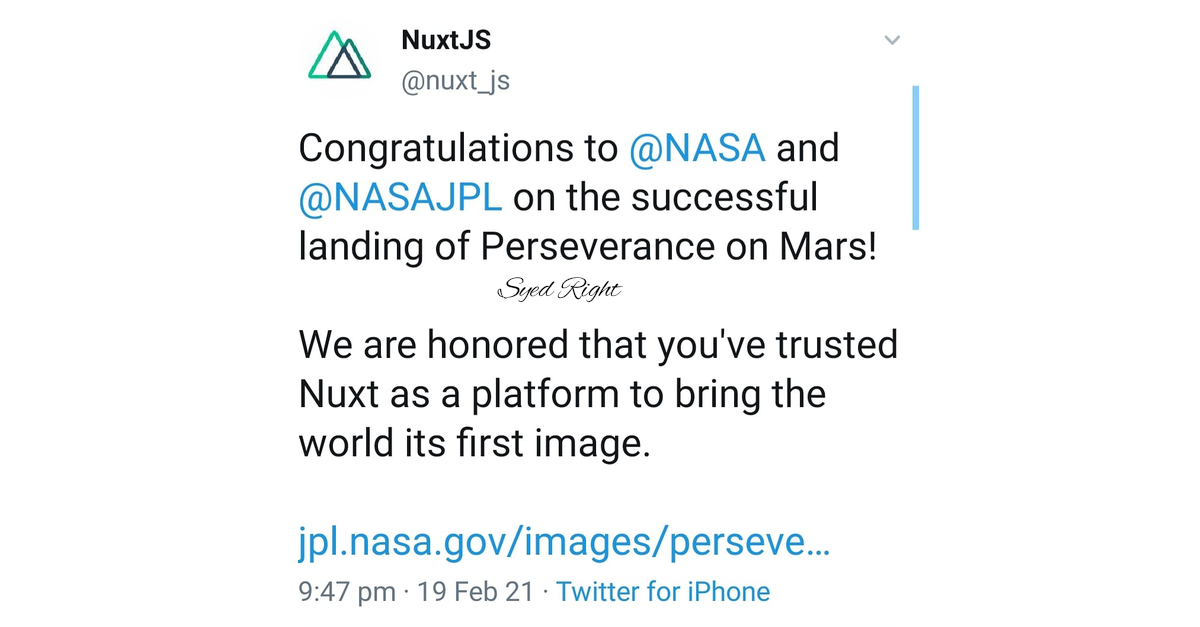 NuxtJS
@nuxt_js
Congratulations to @NASA and
@NASAJPL on the successful
landing of Perseverance on Mars!
Syed Right
We are honored that you've trusted
Nuxt as a platform to bring the
world its first image.
jpl.nasa.gov/images/perseve...
9:47 pm · 19 Feb 21 · Twitter for iPhone